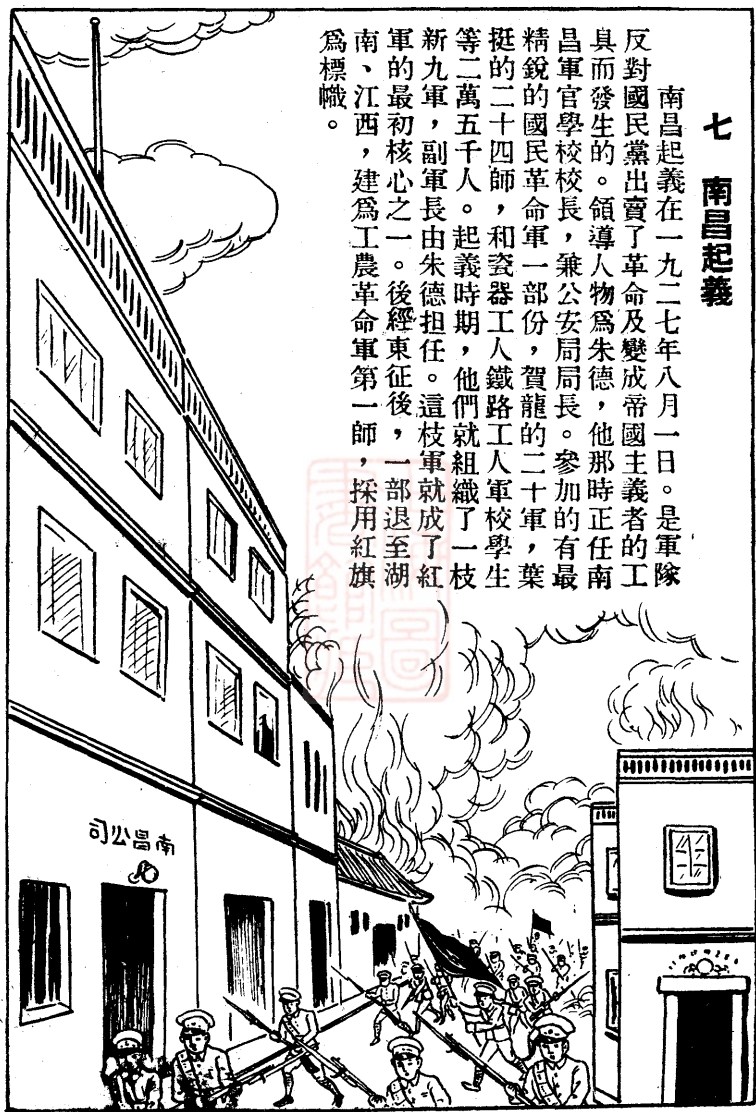 七　南昌起義
南昌起義在一九二七年八月一日。是軍隊
反對國民黨出賣了革命及變成帝國主義者的工
具而發生的。領導人物爲朱德，他那時正任南
昌軍官學校校長，兼公安局局長。參加的有最
精銳的國民革命軍一部份，賀龍的二十軍，葉
挺的二十四師，和瓷器工人鐵路工人軍校學生
等二萬五千人。起義時期，他們就組織了一枝
新九軍，副軍長由朱德担任。這枝軍就成了紅
軍的最初核心之一。後經東征後，一部退至湖
南、江西，建爲工農革命軍第一師，採用紅旗
爲標幟。
南昌公司